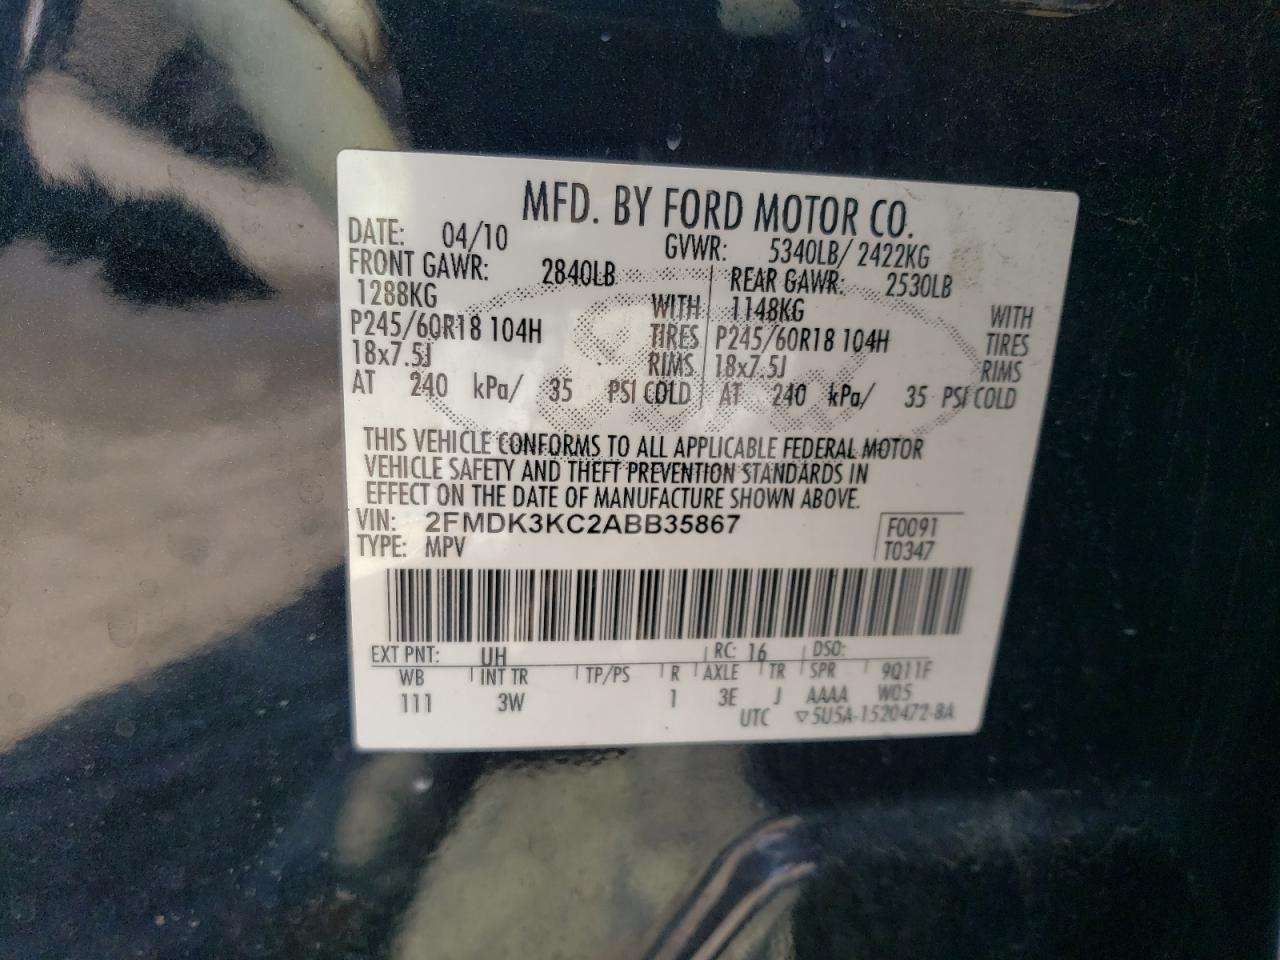 MFD. BY FORD MOTOR CO.
DATE: 04/10 GVWR: 5340LB/ 2422KG
FRONT GAWR: 2840LB REAR GAWR: 2530LB
1288KG WITH 1148KG WITH
P245/60R18 104H TIRES P245/60R18 104H TIRES
18x7.5J RIMS 18x7.5J RIMS
AT 240 kPa/ 35 PSI COLD AT 240 kPa/ 35 PSI COLD
THIS VEHICLE CONFORMS TO ALL APPLICABLE FEDERAL MOTOR
VEHICLE SAFETY AND THEFT PREVENTION STANDARDS IN
EFFECT ON THE DATE OF MANUFACTURE SHOWN ABOVE.
VIN: 2FMDK3KC2ABB35867 F0091
TYPE: MPV T0347
EXT PNT: UH RC: 16 DSO:
WB INT TR TP/PS R AXLE TR SPR 9Q11F
111 3W 1 3E J AAAA W05
UTC ▽5U5A-1520472-BA